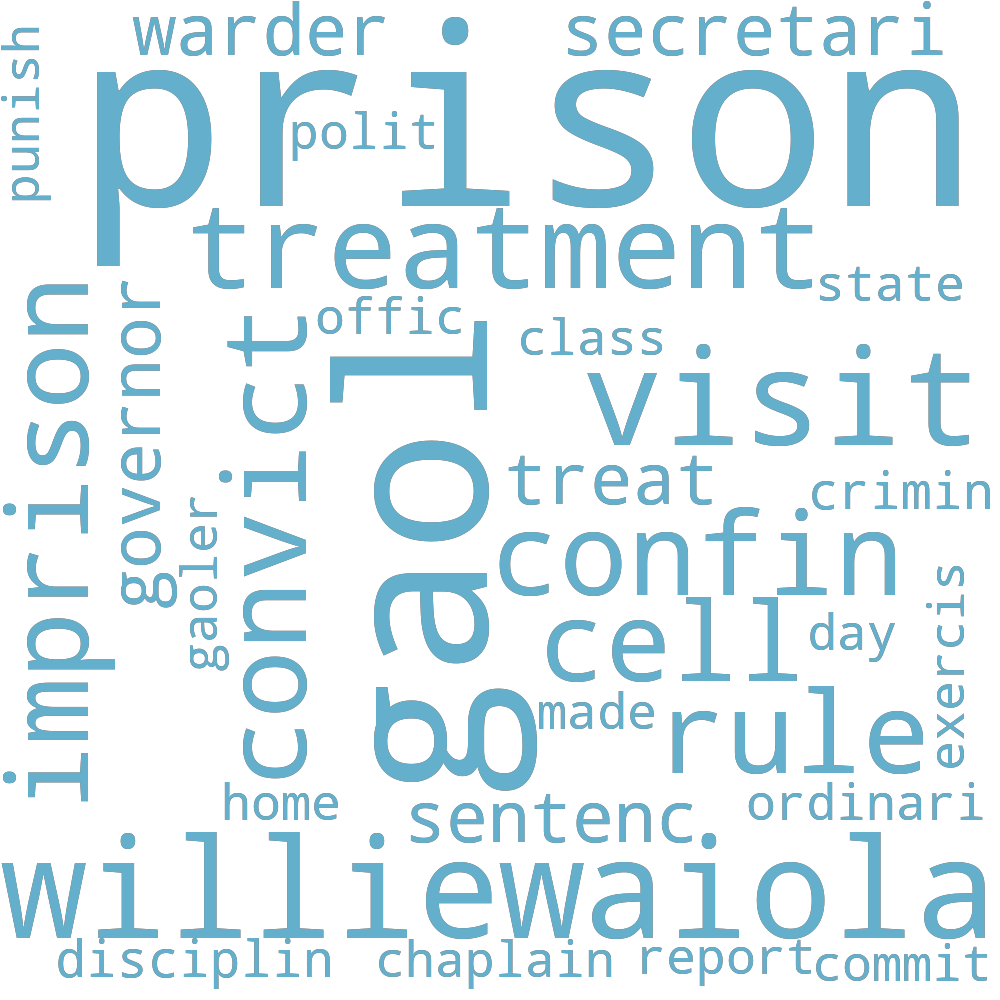 warder
secretari
punish
prison
polit
treatment
state
offic
class
imprison
governor
convict
gaol
visit
treat
crimin
gaoler
confin
exercis
cell
day
made
rule
home
sentenc
ordinari
williewaiola
disciplin
chaplain
report
commit